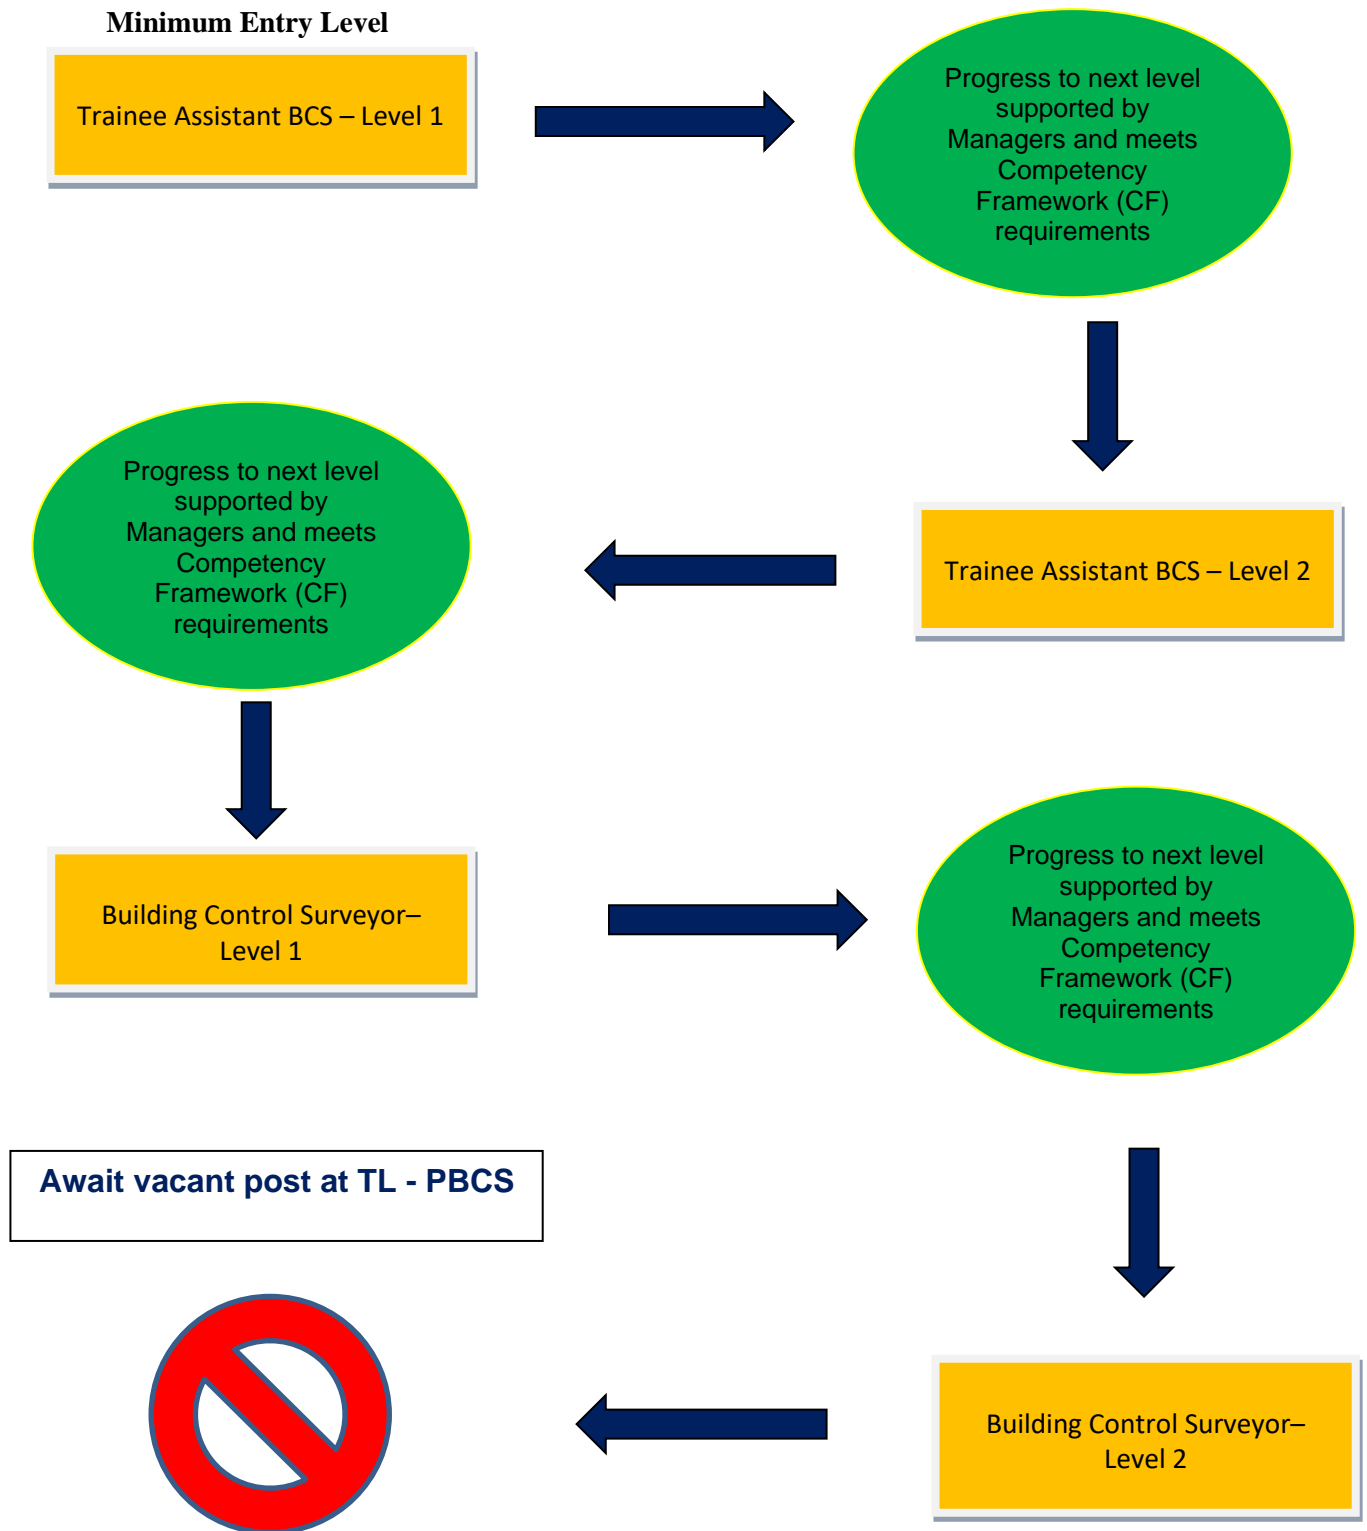 Minimum Entry Level
Trainee Assistant BCS – Level 1
Progress to next level
supported by
Managers and meets
Competency
Framework (CF)
requirements
Trainee Assistant BCS – Level 2
Progress to next level
supported by
Managers and meets
Competency
Framework (CF)
requirements
Building Control Surveyor–
Level 1
Progress to next level
supported by
Managers and meets
Competency
Framework (CF)
requirements
Building Control Surveyor–
Level 2
Await vacant post at TL - PBCS